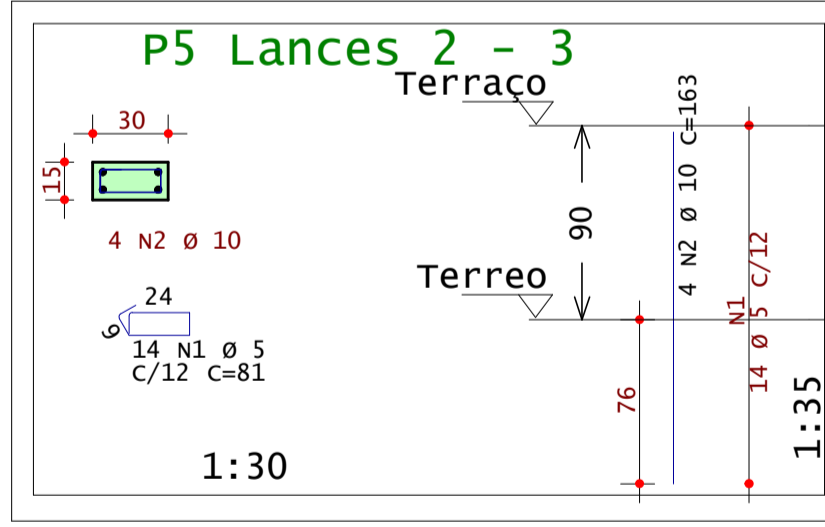 P5 Lances 2 - 3
Terraço
30
15
4 N2 Ø 10
24
9
14 N1 Ø 5
C/12 C=81
1:30
Terreo
90
76
4 N2 Ø 10 C=163
N1
14 Ø 5 C/12
1:35